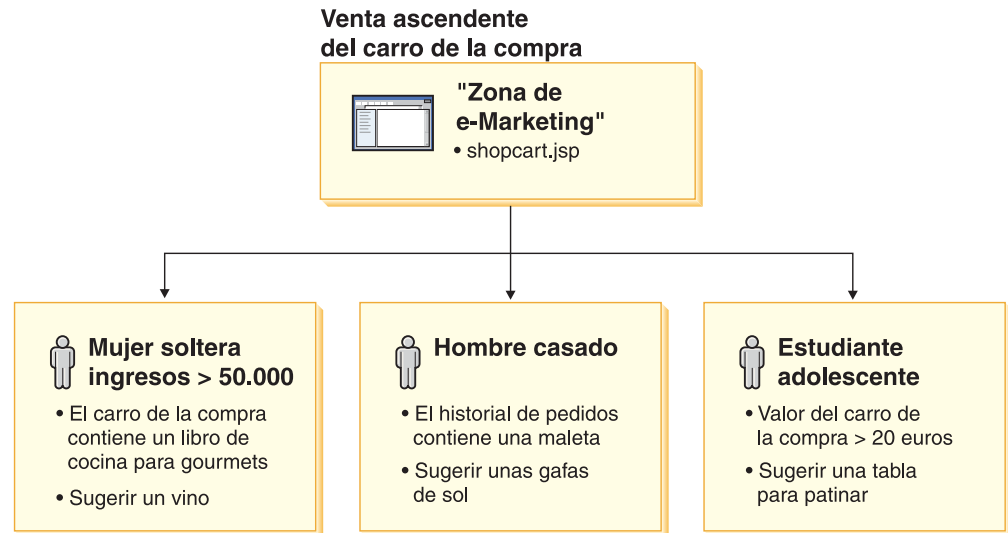 Venta ascendente
del carro de la compra
"Zona de
e-Marketing"
• shopcart.jsp
Mujer soltera
ingresos > 50.000
• El carro de la compra
contiene un libro de
cocina para gourmets
• Sugerir un vino
Hombre casado
• El historial de pedidos
contiene una maleta
• Sugerir unas gafas
de sol
Estudiante
adolescente
• Valor del carro de
la compra > 20 euros
• Sugerir una tabla
para patinar